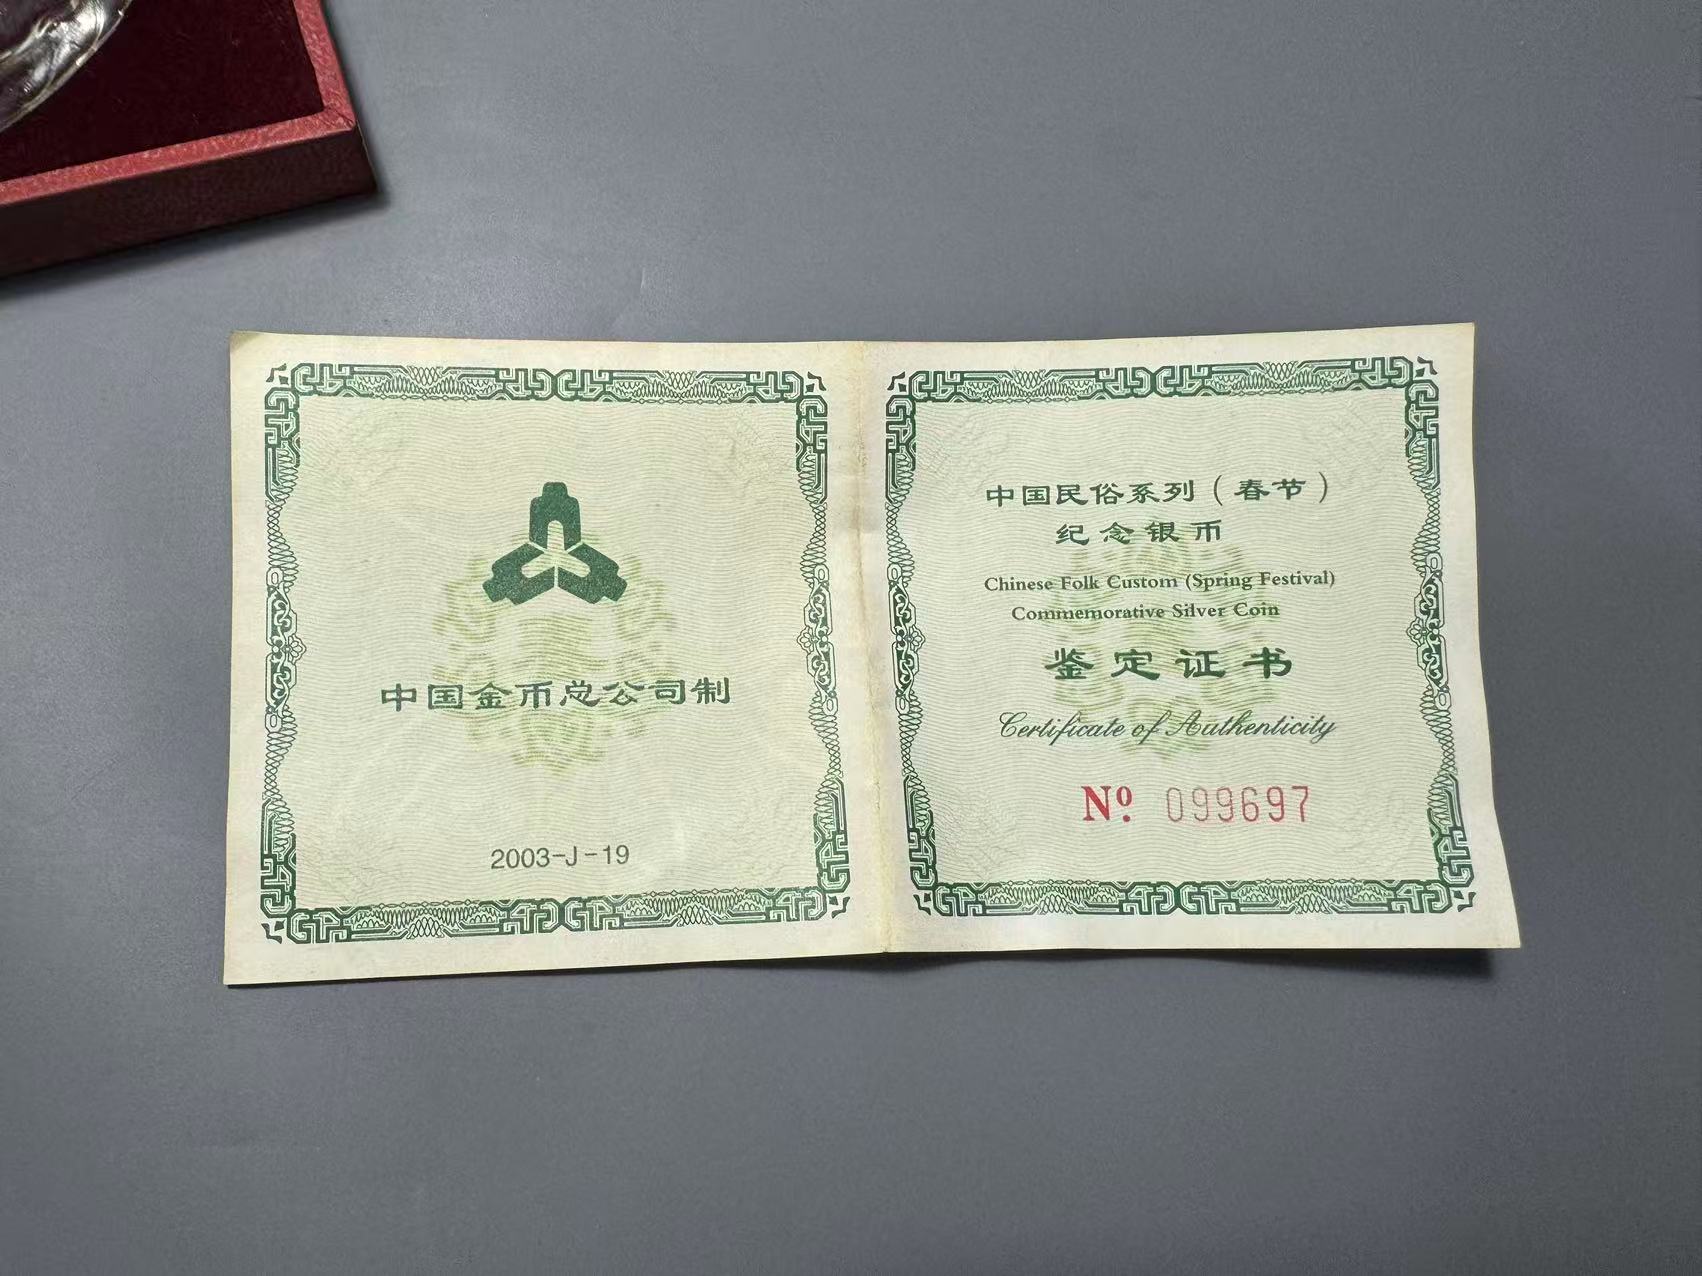 中国金币总公司制
2003-J-19
中国民俗系列（春节）
纪念银币
Chinese Folk Custom (Spring Festival)
Commemorative Silver Coin
鉴定证书
Certificate of Authenticity
Nº. 099697